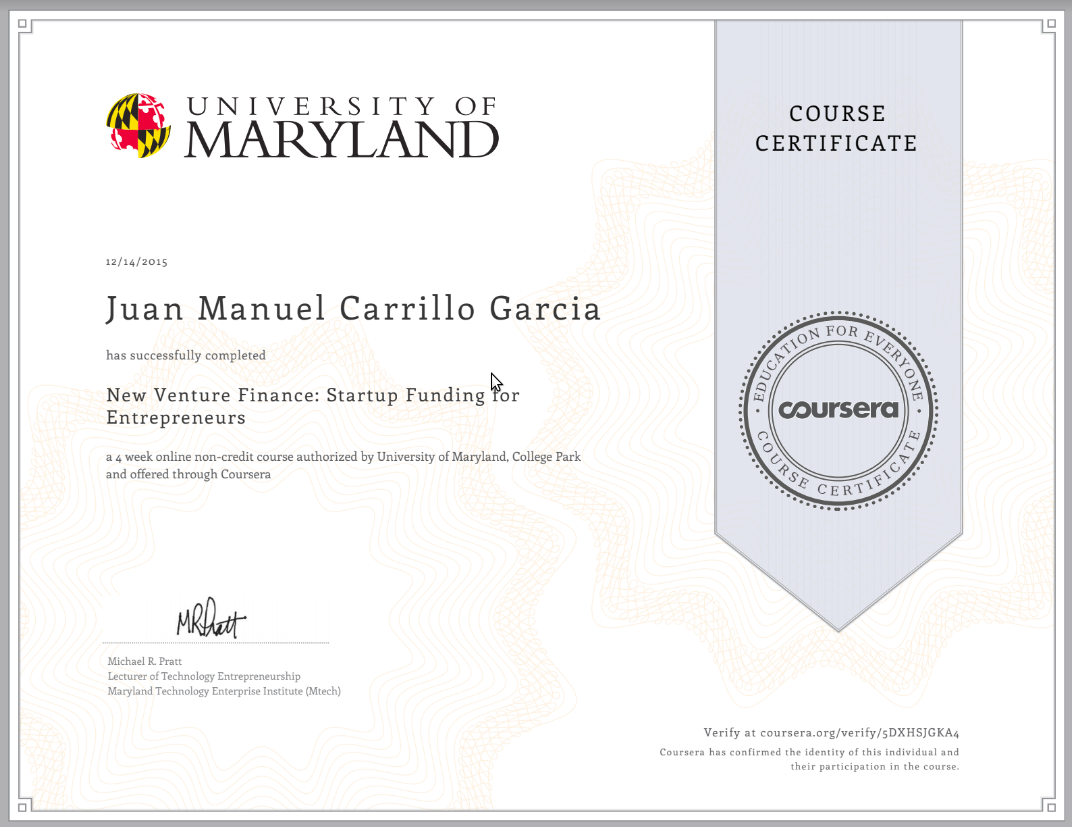 UNIVERSITY OF
MARYLAND
COURSE
CERTIFICATE
12/14/2015
Juan Manuel Carrillo Garcia
has successfully completed
New Venture Finance: Startup Funding for
Entrepreneurs
a 4 week online non-credit course authorized by University of Maryland, College Park
and offered through Coursera
EDUCATION FOR EVERYONE
coursera
COURSE CERTIFICATE
MRPratt
Michael R. Pratt
Lecturer of Technology Entrepreneurship
Maryland Technology Enterprise Institute (Mtech)
Verify at coursera.org/verify/5DXHSJGKA4
Coursera has confirmed the identity of this individual and
their participation in the course.